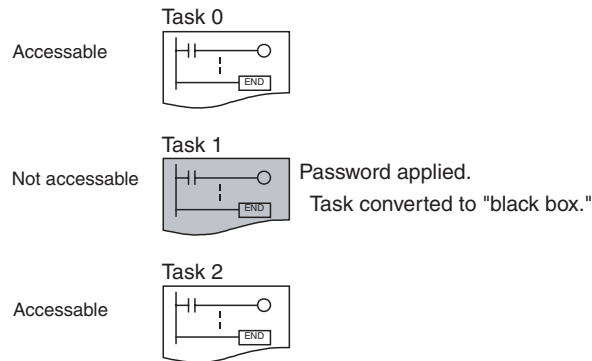 Task 0
Accessable
END
Task 1
Not accessable
Password applied.
END
Task converted to "black box."
Task 2
Accessable
END